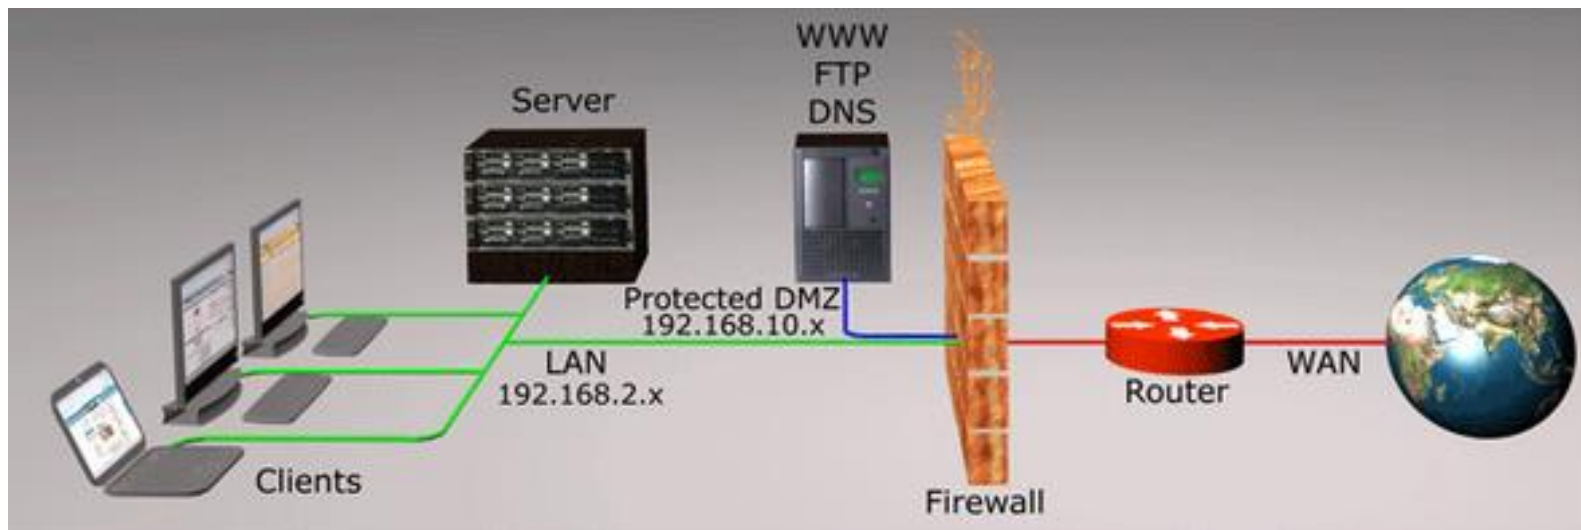 WWW
FTP
DNS
Server
Protected DMZ
192.168.10.x
LAN
192.168.2.x
Clients
Firewall
Router
WAN